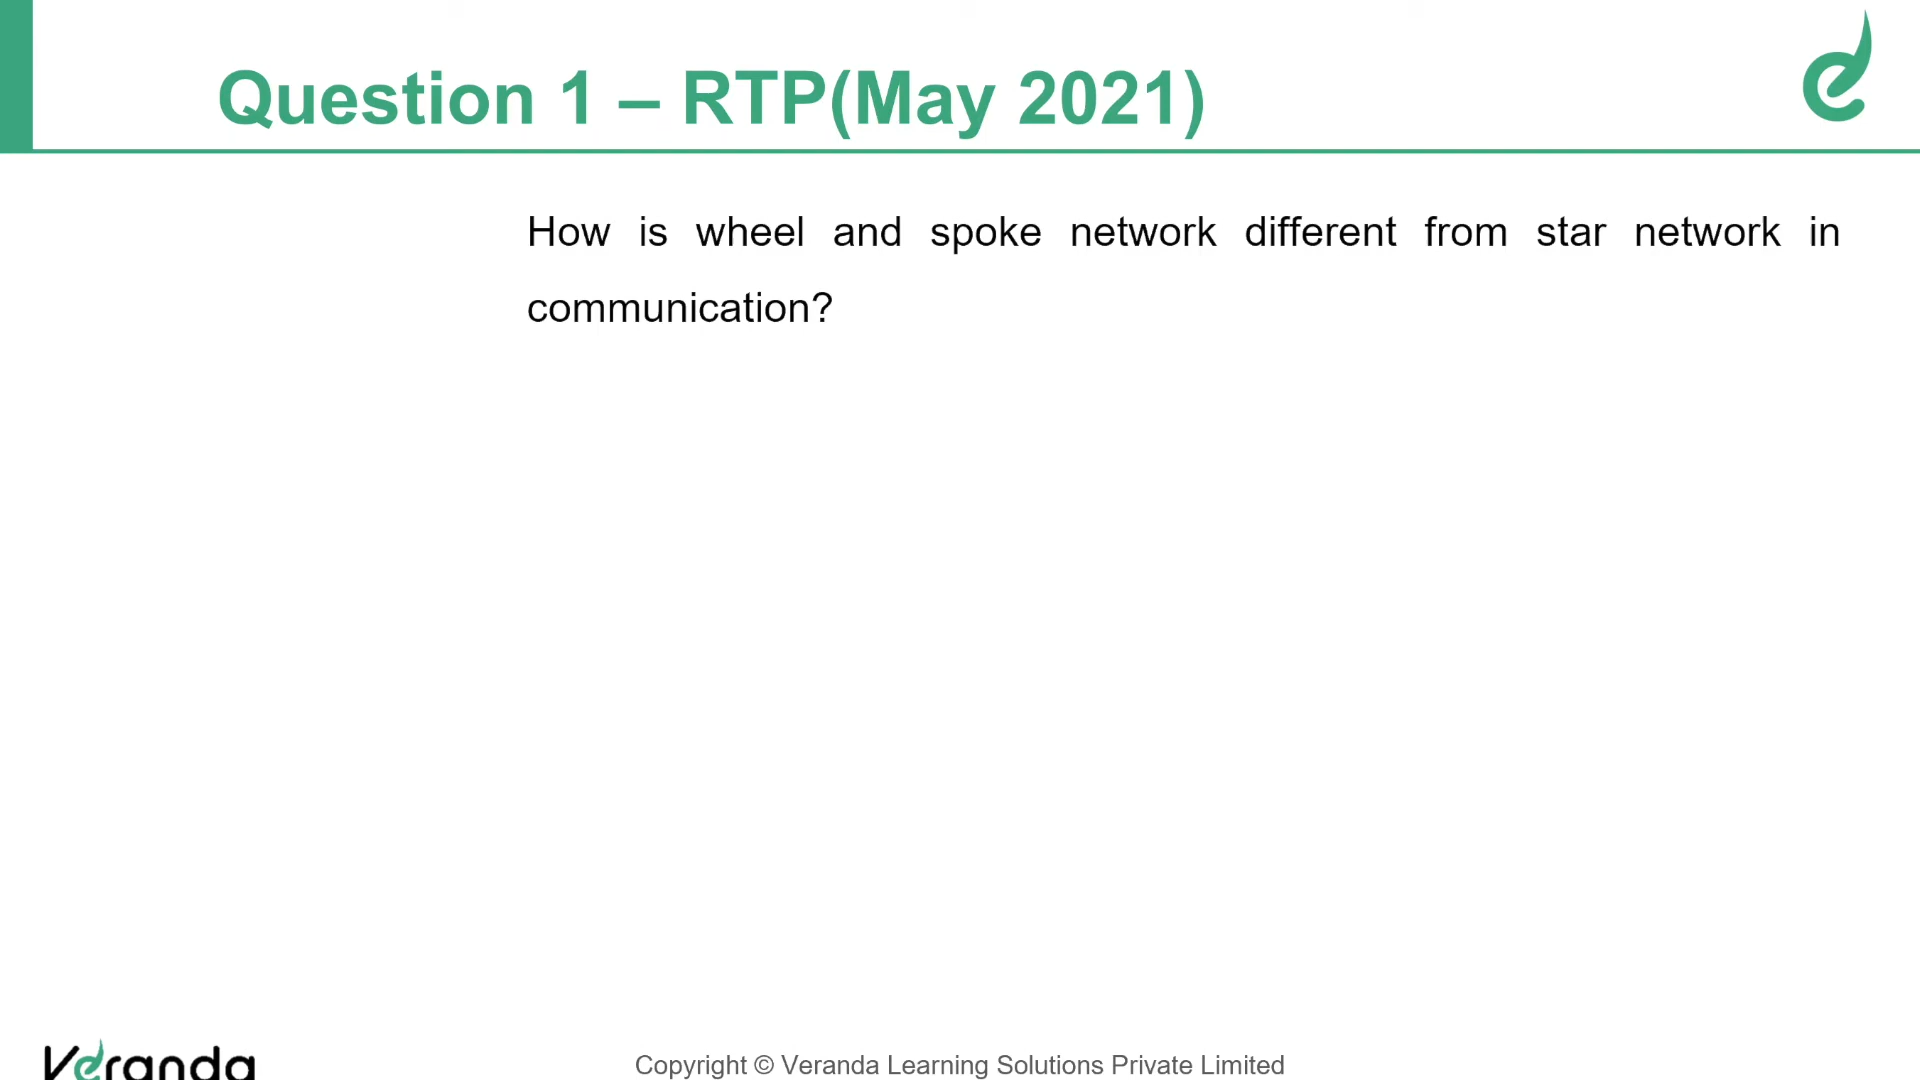 Question 1 – RTP(May 2021)
How is wheel and spoke network different from star network in
communication?
Veranda
Copyright © Veranda Learning Solutions Private Limited